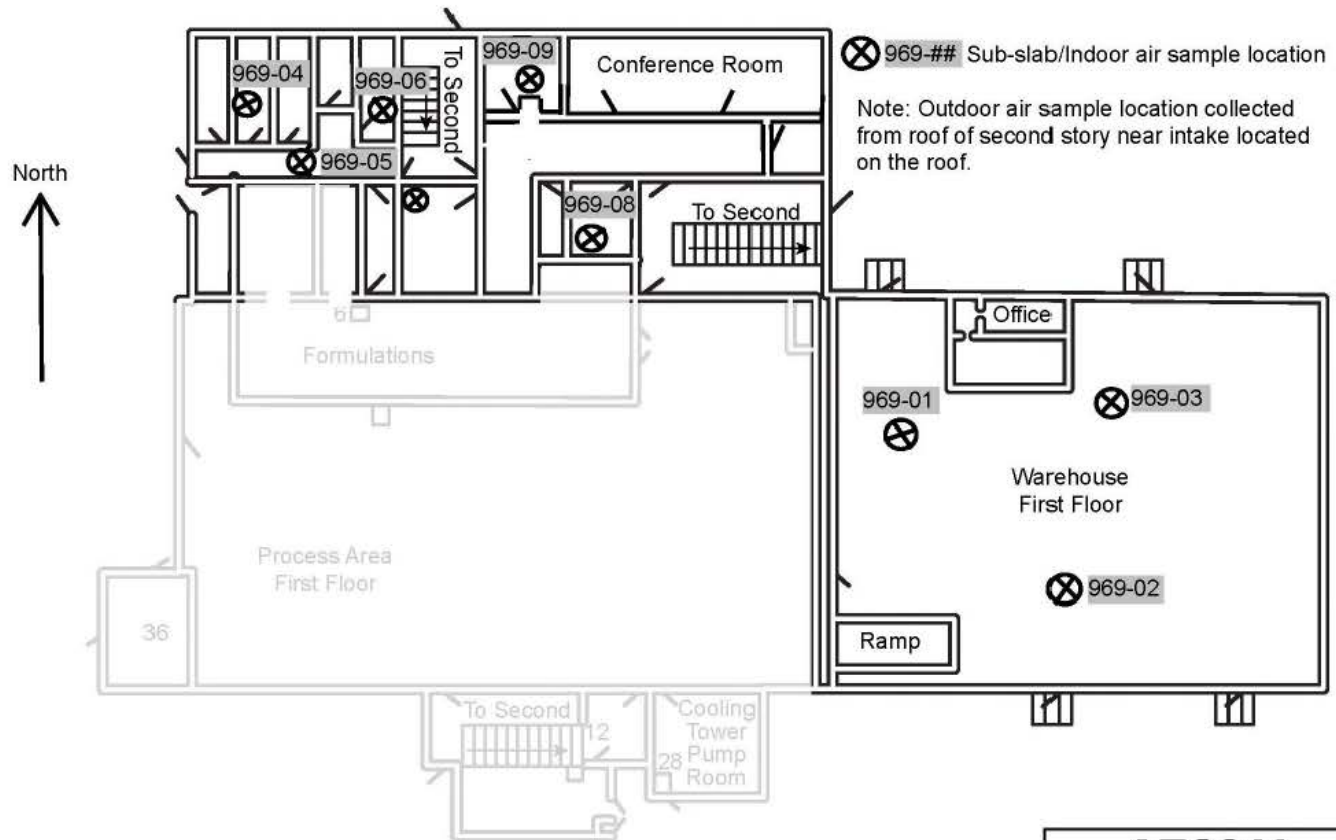 969-09
To Second
969-04
969-06
Conference Room
969-## Sub-slab/Indoor air sample location
Note: Outdoor air sample location collected
from roof of second story near intake located
on the roof.
969-05
North
969-08
To Second
6
Office
Formulations
969-01
969-03
Warehouse
First Floor
Process Area
First Floor
969-02
36
Ramp
To Second
12
Cooling
Tower
Pump
Room
28